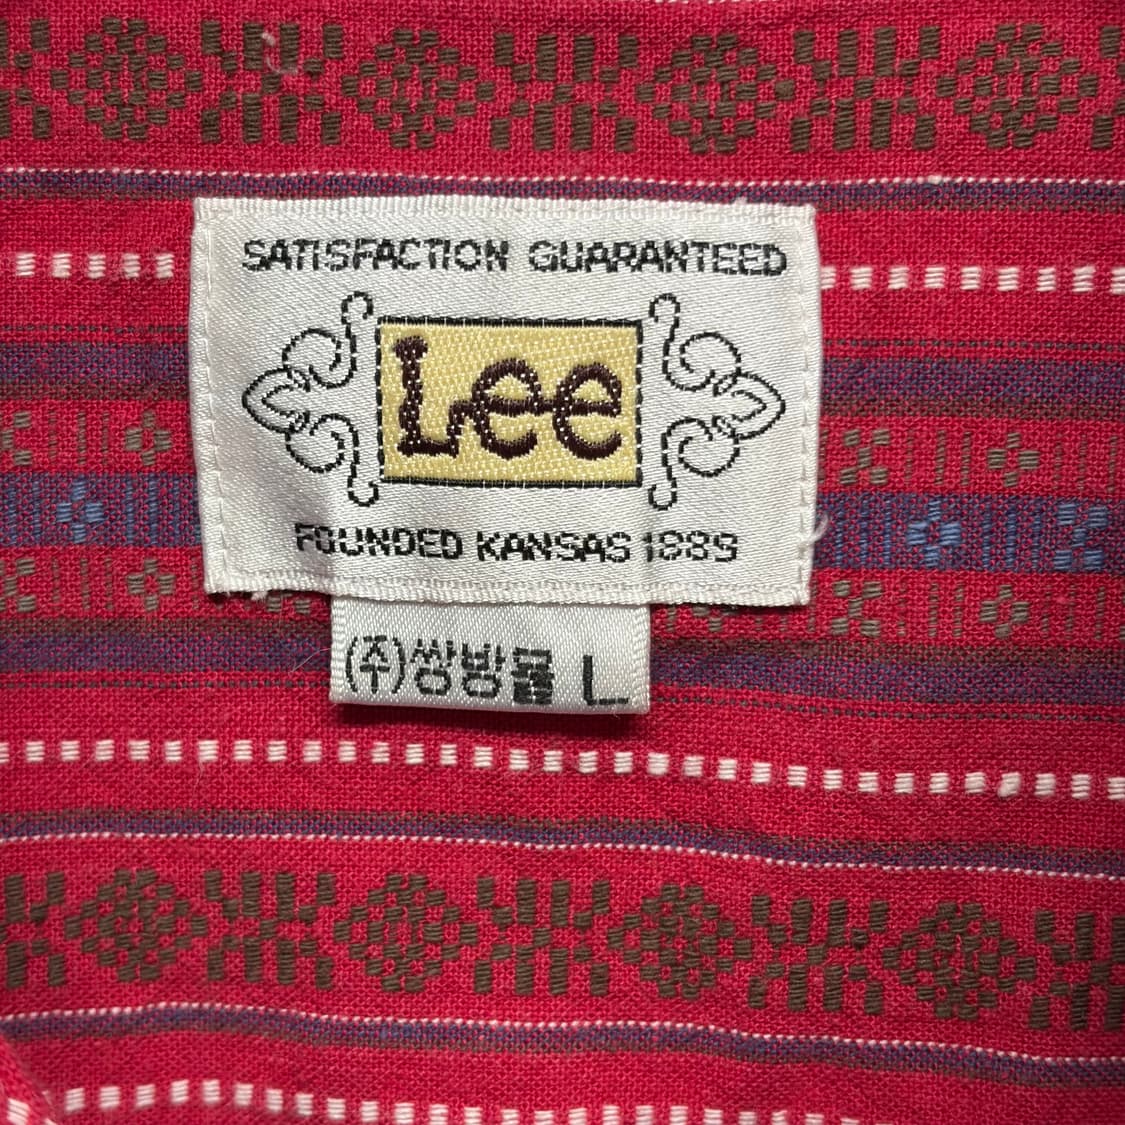 SATISFACTION GUARANTEED
Lee
FOUNDED KANSAS 1889
(주)쌍방울 L